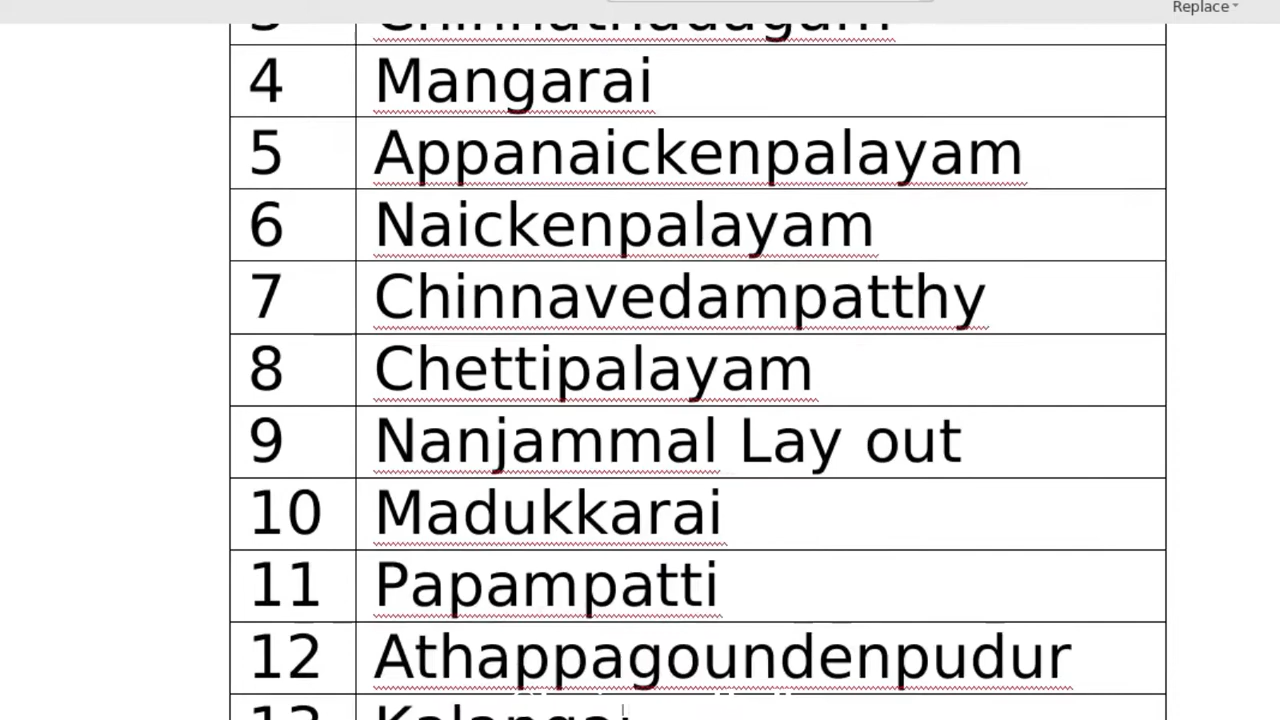 Replace
4 Mangarai
5 Appanaickenpalayam
6 Naickenpalayam
7 Chinnavedampatthy
8 Chettipalayam
9 Nanjammal Lay out
10 Madukkarai
11 Papampatti
12 Athappagoundenpudur
13